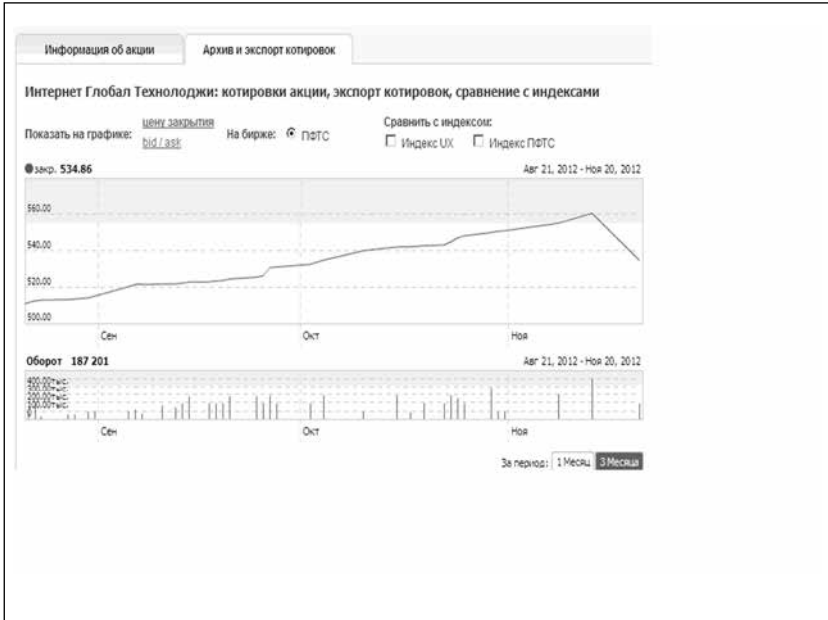 Информация об акции Архив и экспорт котировок
Интернет Глобал Технолоджи: котировки акции, экспорт котировок, сравнение с индексами
Показать на графике: цену закрытия
bid / ask
На бирже: ПФТС
Сравнить с индексом:
Индекс UX Индекс ПФТС
закр. 534.86 Авг 21, 2012 - Ноя 20, 2012
560.00
540.00
520.00
500.00
Сен Окт Ноя
Оборот 187 201 Авг 21, 2012 - Ноя 20, 2012
400.00тыс.
Сен Окт Ноя
За период: 1 Месяц 3 Месяца